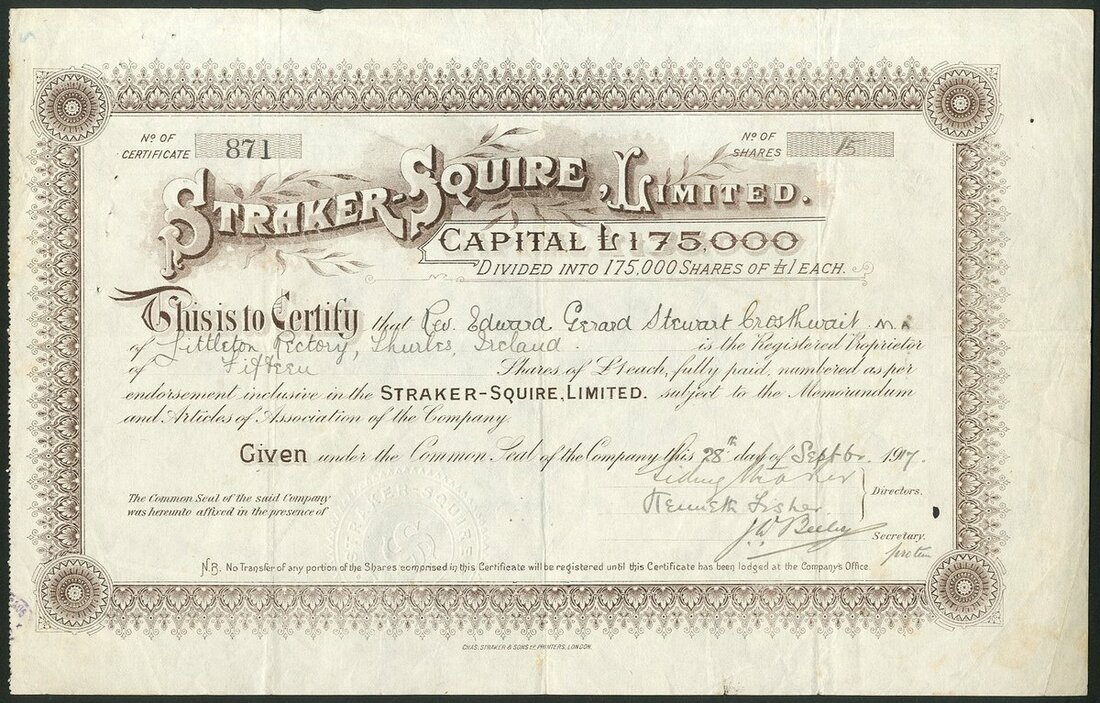 No OF CERTIFICATE 871
No OF SHARES 15
STRAKER-SQUIRE, LIMITED.
CAPITAL £175,000
DIVIDED INTO 175,000 SHARES OF £1 EACH.
This is to Certify that Rev. Edward Gerard Stewart Crosthwait M.A
of Littleton Rectory, Thurles, Ireland. is the Registered Proprietor
of Fifteen Shares of £1 each, fully paid, numbered as per
endorsement inclusive in the STRAKER-SQUIRE, LIMITED. subject to the Memorandum
and Articles of Association of the Company.
Given under the Common Seal of the Company this 28th day of Septbr 1917.
Sidney Straker
Kenneth Fisher.
Directors.
The Common Seal of the said Company
was hereunto affixed in the presence of
STRAKER-SQUIRE
J.W. Beeley
Secretary.
pro tem
N.B. No Transfer of any portion of the Shares comprised in this Certificate will be registered until this Certificate has been lodged at the Company's Office.
CHAS. STRAKER & SONS LD. PRINTERS, LONDON.